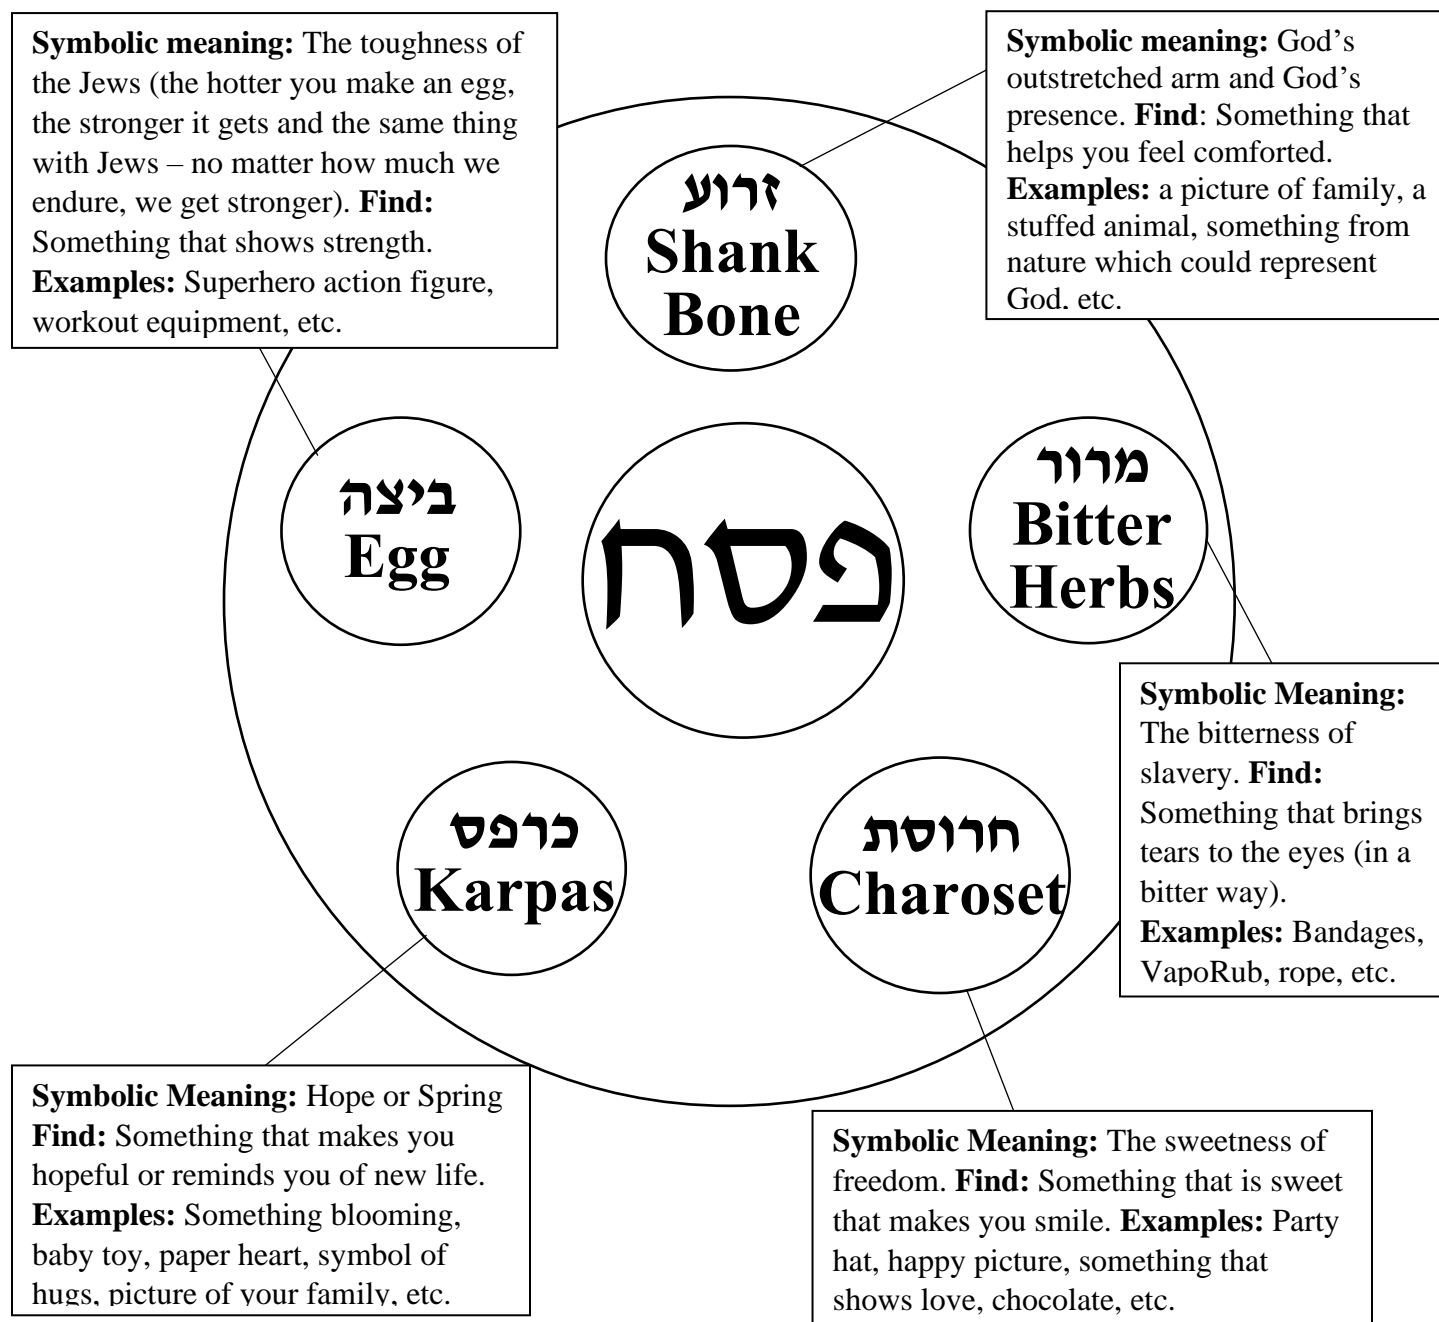 Symbolic meaning: The toughness of
the Jews (the hotter you make an egg,
the stronger it gets and the same thing
with Jews – no matter how much we
endure, we get stronger). Find:
Something that shows strength.
Examples: Superhero action figure,
workout equipment, etc.
Symbolic meaning: God’s
outstretched arm and God’s
presence. Find: Something that
helps you feel comforted.
Examples: a picture of family, a
stuffed animal, something from
nature which could represent
God, etc.
זרוע
Shank
Bone
ביצה
Egg
פסח
מרור
Bitter
Herbs
Symbolic Meaning:
The bitterness of
slavery. Find:
Something that brings
tears to the eyes (in a
bitter way).
Examples: Bandages,
VapoRub, rope, etc.
כרפס
Karpas
חרוסת
Charoset
Symbolic Meaning: Hope or Spring
Find: Something that makes you
hopeful or reminds you of new life.
Examples: Something blooming,
baby toy, paper heart, symbol of
hugs, picture of your family, etc.
Symbolic Meaning: The sweetness of
freedom. Find: Something that is sweet
that makes you smile. Examples: Party
hat, happy picture, something that
shows love, chocolate, etc.